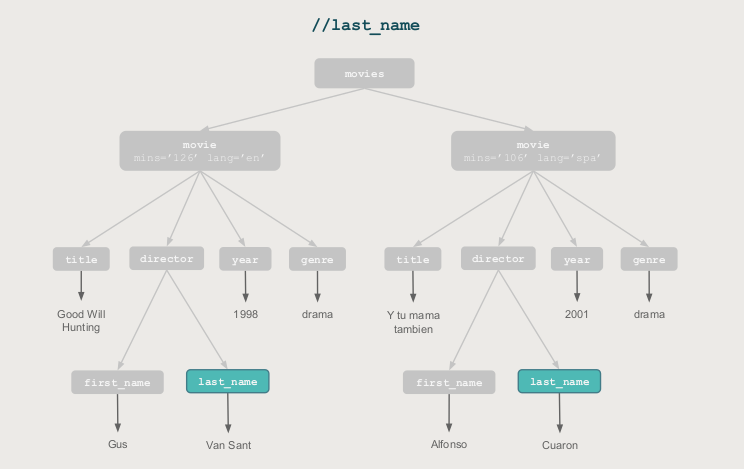 //last_name
movies
movie
mins=’126’ lang=’en’
movie
mins=’106’ lang=’spa’
title
director
year
genre
title
director
year
genre
Good Will
Hunting
1998
drama
Y tu mama
tambien
2001
drama
first_name
last_name
first_name
last_name
Gus
Van Sant
Alfonso
Cuaron